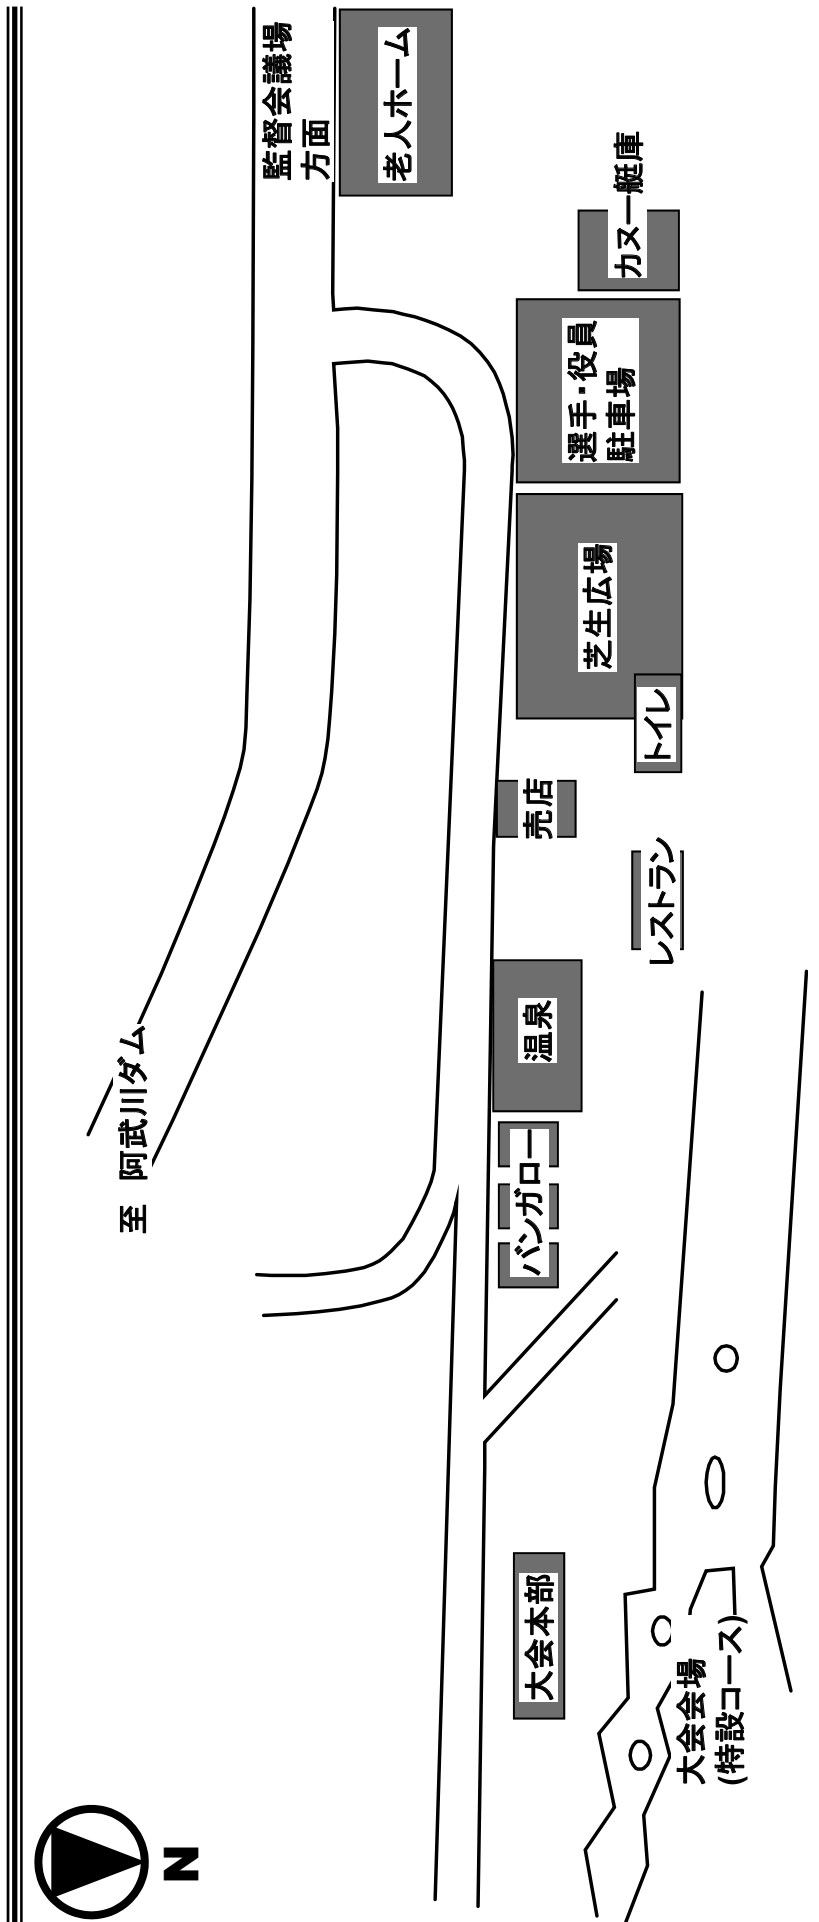 監督会議場
方面
老人ホーム
カヌー艇庫
選手・役員
駐車場
芝生広場
トイレ
売店
レストラン
温泉
至 阿武川ダム
バンガロー
大会本部
大会会場
(特設コース)
N